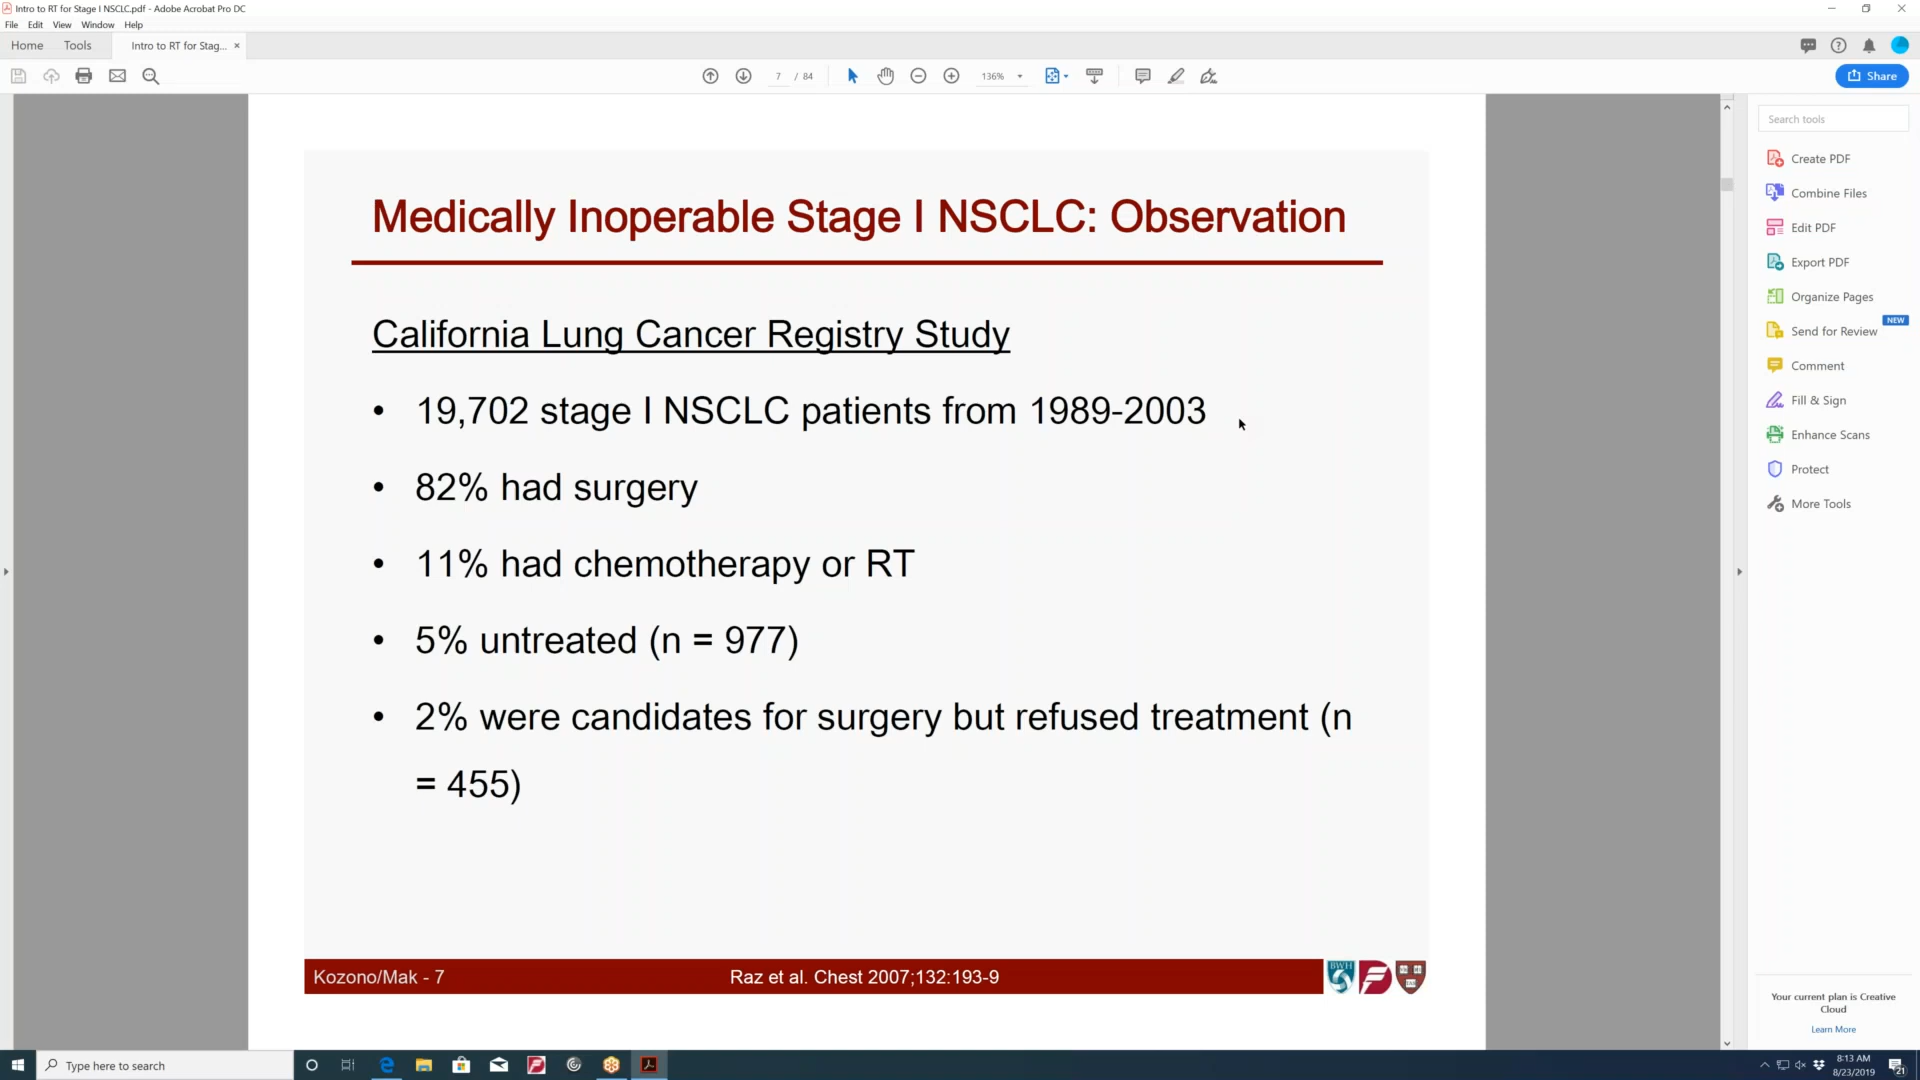 Intro to RT for Stage I NSCLC.pdf - Adobe Acrobat Pro DC
File Edit View Window Help
Home Tools Intro to RT for Stag... ×
7 / 84 136% Share
Search tools
Create PDF
Combine Files
Edit PDF
Export PDF
Organize Pages
NEW
Send for Review
Comment
Fill & Sign
Enhance Scans
Protect
More Tools
Medically Inoperable Stage I NSCLC: Observation
California Lung Cancer Registry Study
• 19,702 stage I NSCLC patients from 1989-2003
• 82% had surgery
• 11% had chemotherapy or RT
• 5% untreated (n = 977)
• 2% were candidates for surgery but refused treatment (n
= 455)
Kozono/Mak - 7 Raz et al. Chest 2007;132:193-9
BWH
Your current plan is Creative
Cloud
Learn More
Type here to search
8:13 AM
8/23/2019
21